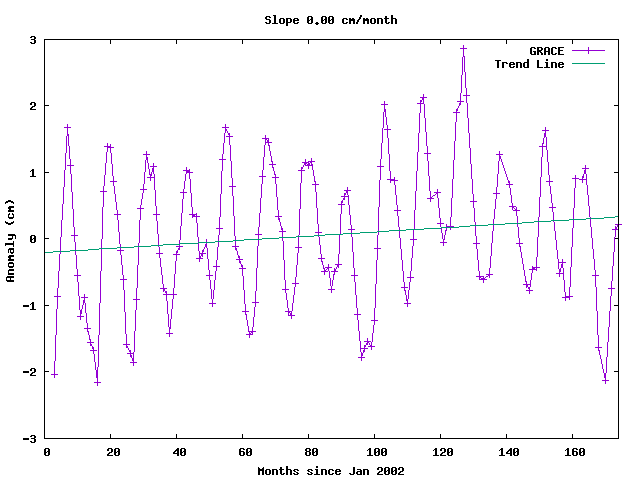 Slope 0.00 cm/month
3
GRACE
Trend Line
2
1
0
Anomaly (cm)
-1
-2
-3
0 20 40 60 80 100 120 140 160
Months since Jan 2002